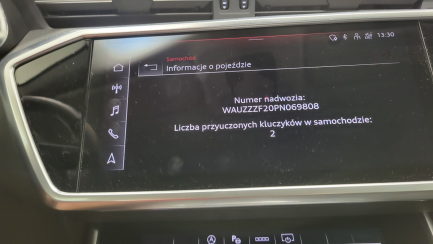 13:30
Samochód
Informacje o pojeździe
Numer nadwozia:
WAUZZZF20PN069808
Liczba przyuczonych kluczyków w samochodzie:
2